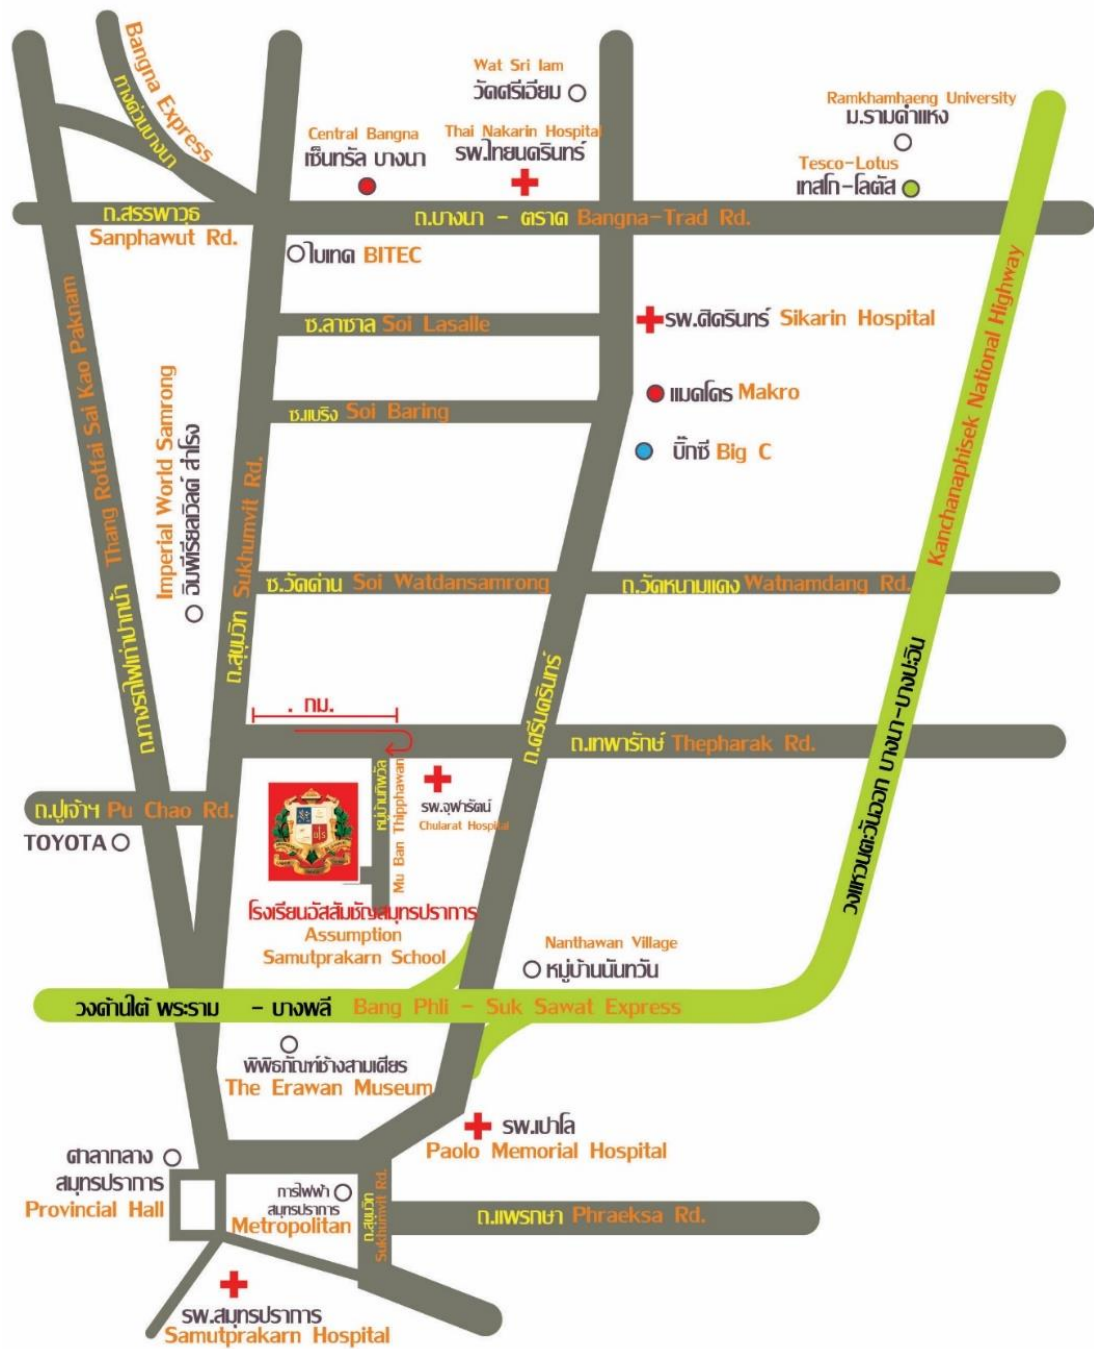 Bangna Express
ทางด่วนบางนา
Wat Sri Iam
วัดศรีเอี่ยม
Ramkhamhaeng University
ม.รามคำแหง
Central Bangna
เซ็นทรัล บางนา
Thai Nakarin Hospital
รพ.ไทยนครินทร์
Tesco-Lotus
เทสโก-โลตัส
ถ.สรรพาวุธ
Sanphawut Rd.
ถ.บางนา - ตราด Bangna-Trad Rd.
ไบเทค BITEC
ซ.ลาซาล Soi Lasalle
รพ.ศิครินทร์ Sikarin Hospital
แมคโคร Makro
ซ.แบริ่ง Soi Baring
บิ๊กซี Big C
ถ.ทางรถไฟเก่าปากน้ำ Thang Rotfai Sai Kao Paknam
Imperial World Samrong
อิมพีเรียลเวิลด์ สำโรง
ถ.สุขุมวิท Sukhumvit Rd.
Kanchanaphisek National Highway
วงแหวนตะวันออก บางนา-บางปะอิน
ซ.วัดด่าน Soi Watdansamrong
ถ.วัดหนามแดง Watnamdang Rd.
ถ.ศรีนครินทร์
. กม.
ถ.เทพารักษ์ Thepharak Rd.
หมู่บ้านทิพวัล
Mu Ban Thipphawan
รพ.จุฬารัตน์
Chularat Hospital
ถ.ปู่เจ้าฯ Pu Chao Rd.
TOYOTA
โรงเรียนอัสสัมชัญสมุทรปราการ
Assumption
Samutprakarn School
Nanthawan Village
หมู่บ้านนันทวัน
วงด้านใต้ พระราม - บางพลี Bang Phli - Suk Sawat Express
พิพิธภัณฑ์ช้างสามเศียร
The Erawan Museum
รพ.เปาโล
Paolo Memorial Hospital
ศาลากลาง
สมุทรปราการ
Provincial Hall
การไฟฟ้า
สมุทรปราการ
Metropolitan
ถ.สุขุมวิท
Sukhumvit Rd.
ถ.แพรกษา Phraeksa Rd.
รพ.สมุทรปราการ
Samutprakarn Hospital